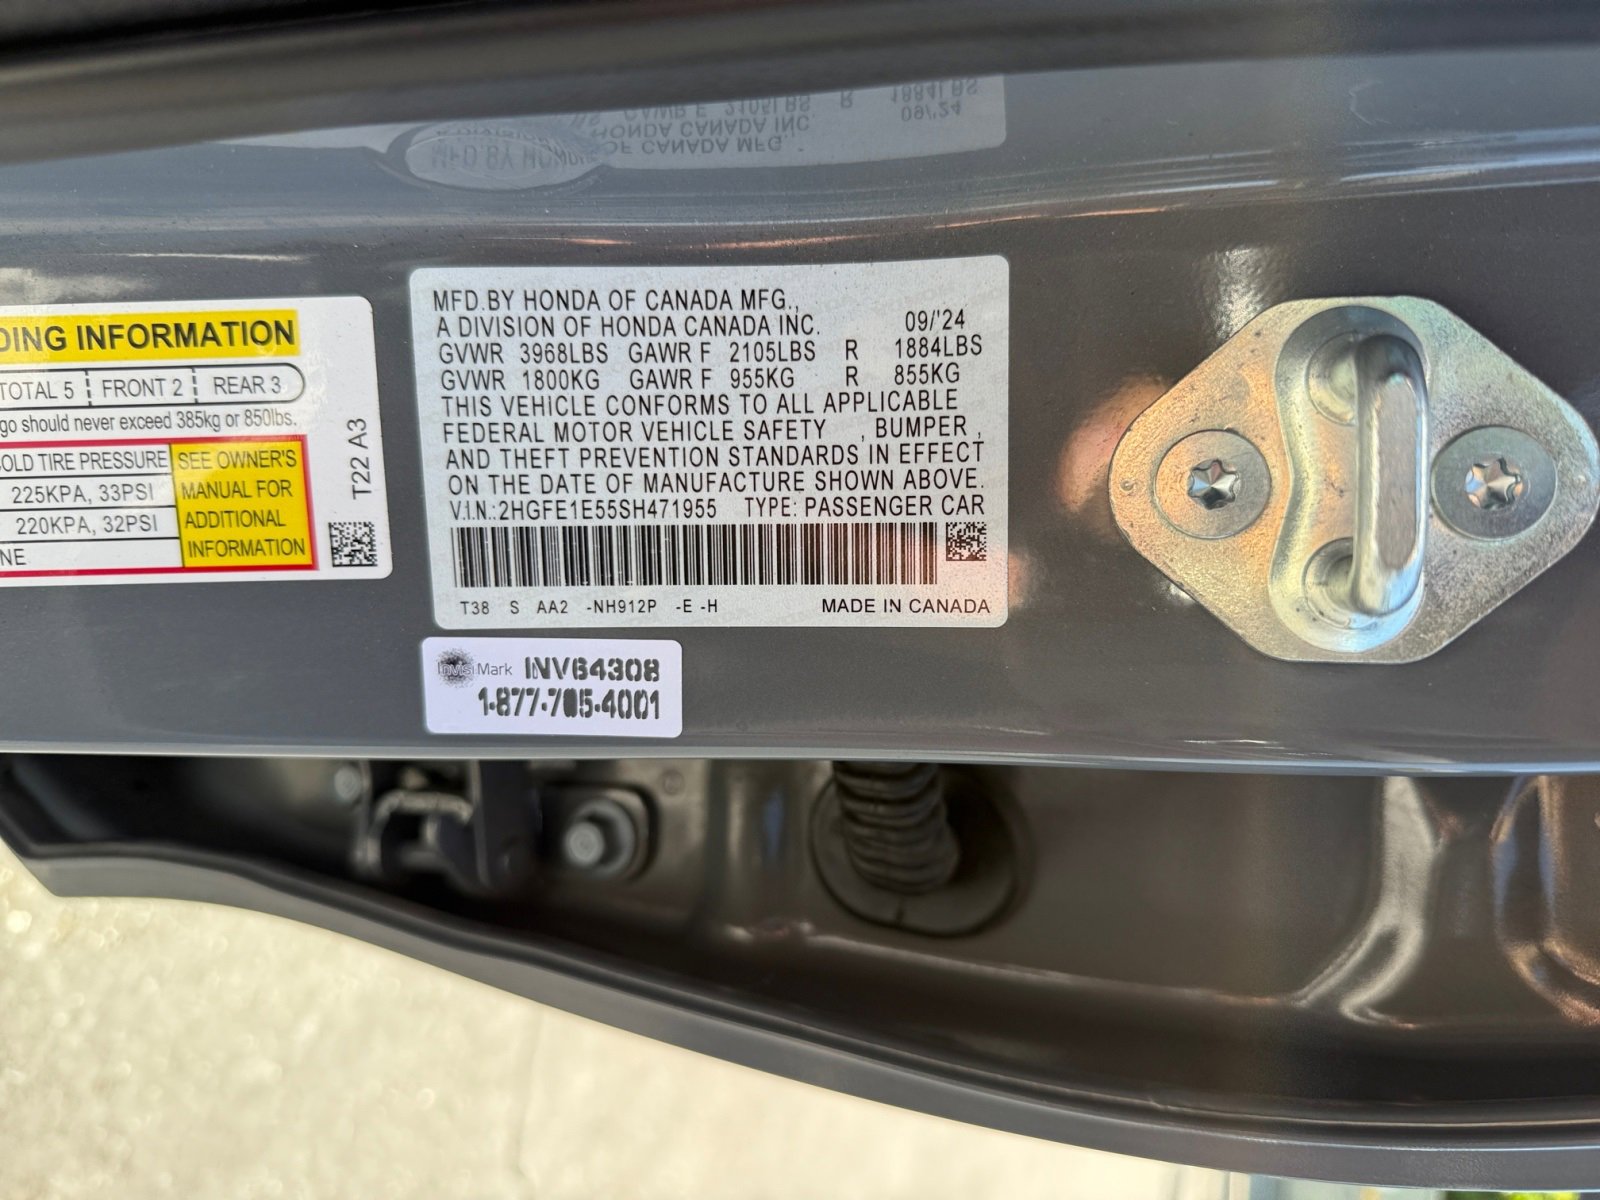 DING INFORMATION
TOTAL 5 FRONT 2 REAR 3
go should never exceed 385kg or 850lbs.
OLD TIRE PRESSURE
225KPA, 33PSI
220KPA, 32PSI
NE
SEE OWNER'S
MANUAL FOR
ADDITIONAL
INFORMATION
T22 A3
MFD.BY HONDA OF CANADA MFG.,
A DIVISION OF HONDA CANADA INC. 09/'24
GVWR 3968LBS GAWR F 2105LBS R 1884LBS
GVWR 1800KG GAWR F 955KG R 855KG
THIS VEHICLE CONFORMS TO ALL APPLICABLE
FEDERAL MOTOR VEHICLE SAFETY , BUMPER ,
AND THEFT PREVENTION STANDARDS IN EFFECT
ON THE DATE OF MANUFACTURE SHOWN ABOVE.
V.I.N.:2HGFE1E55SH471955 TYPE: PASSENGER CAR
T38 S AA2 -NH912P -E -H MADE IN CANADA
InvisiMark INV64308
1-877-705-4001